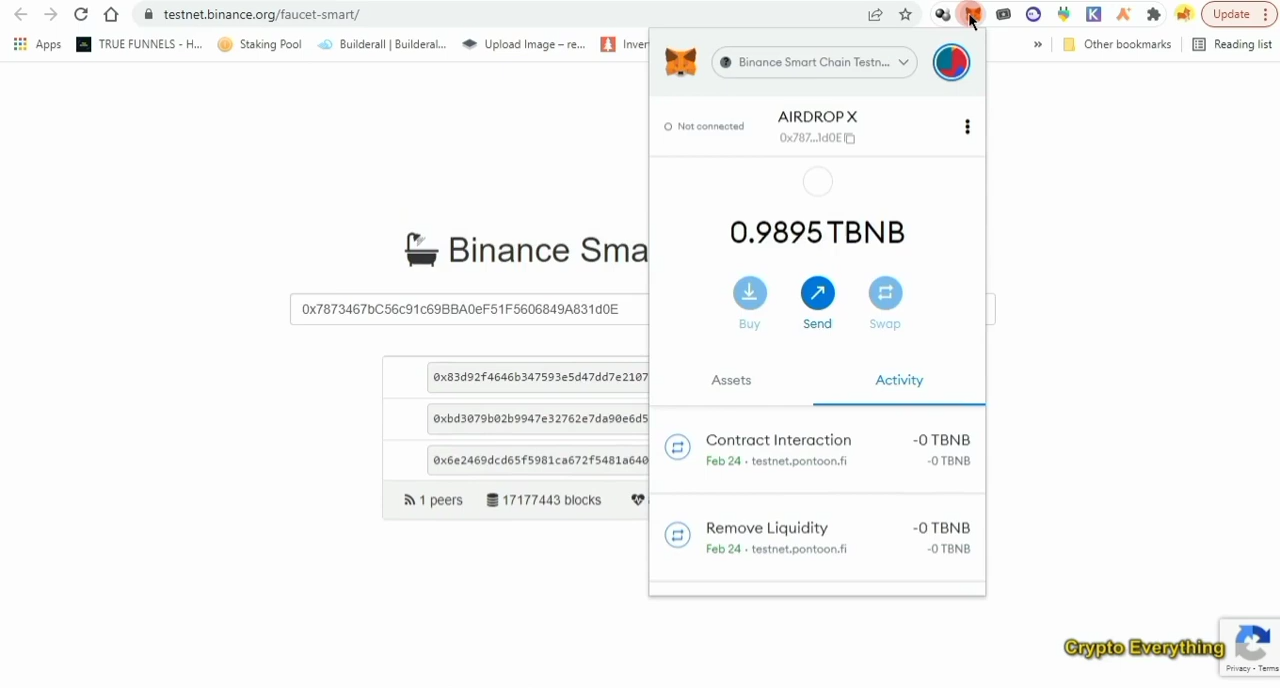 testnet.binance.org/faucet-smart/
Update
Apps
TRUE FUNNELS - H...
Staking Pool
Builderall | Builderal...
Upload Image – re...
Inver
»
Other bookmarks
Reading list
Binance Smart Chain Testn...
Not connected
AIRDROP X
0x787...1d0E
0.9895 TBNB
Buy
Send
Swap
Assets
Activity
Contract Interaction
-0 TBNB
Feb 24 · testnet.pontoon.fi
-0 TBNB
Remove Liquidity
-0 TBNB
Feb 24 · testnet.pontoon.fi
-0 TBNB
Binance Sma
0x7873467bC56c91c69BBA0eF51F5606849A831d0E
0x83d92f4646b347593e5d47dd7e2107
0xbd3079b02b9947e32762e7da90e6d5
0x6e2469dcd65f5981ca672f5481a640
1 peers
17177443 blocks
Crypto Everything
Privacy - Terms